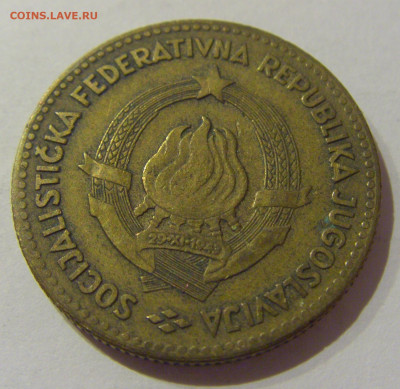 COINS.LAVE.RU
SOCIJALISTIČKA FEDERATIVNA REPUBLIKA JUGOSLAVIJA
29·XI·1943